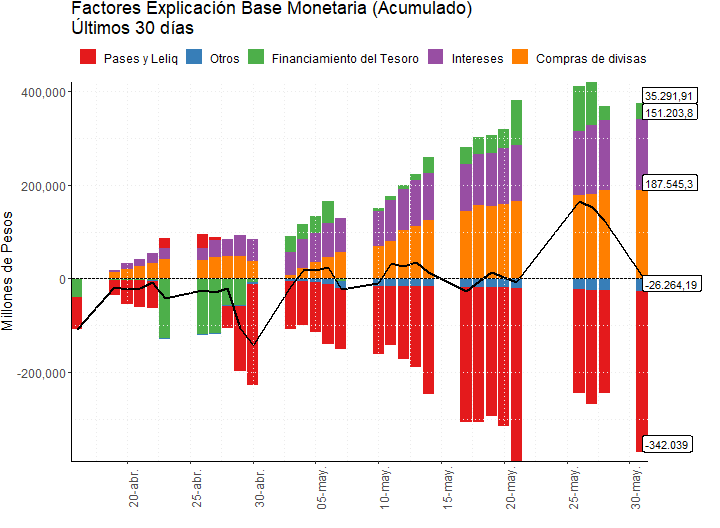 Factores Explicación Base Monetaria (Acumulado)
Últimos 30 días
Pases y Leliq Otros Financiamiento del Tesoro Intereses Compras de divisas
Millones de Pesos
400,000
200,000
0
-200,000
35.291,91
151.203,8
187.545,3
-26.264,19
-342.039
20-abr.
25-abr.
30-abr.
05-may.
10-may.
15-may.
20-may.
25-may.
30-may.